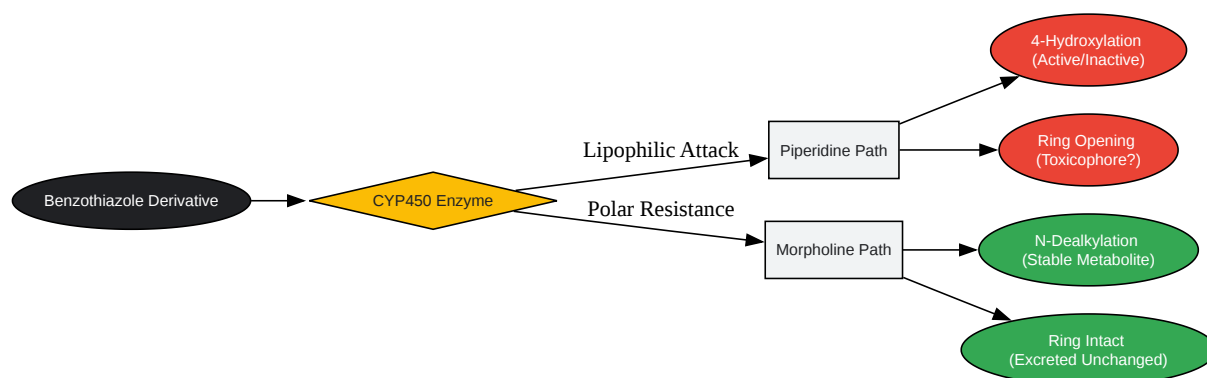 4-Hydroxylation
(Active/Inactive)
Lipophilic Attack
Piperidine Path
Ring Opening
(Toxicophore?)
Benzothiazole Derivative
CYP450 Enzyme
Polar Resistance
Morpholine Path
N-Dealkylation
(Stable Metabolite)
Ring Intact
(Excreted Unchanged)